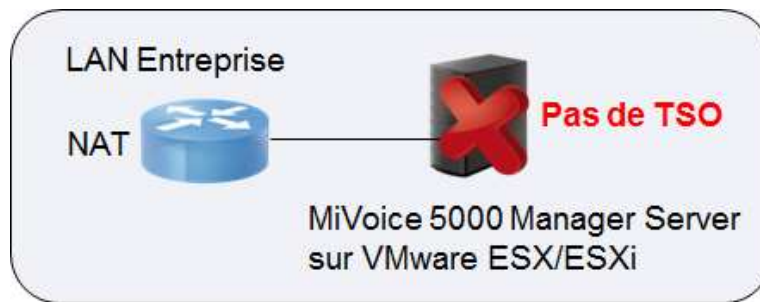 LAN Entreprise
NAT
Pas de TSO
MiVoice 5000 Manager Server
sur VMware ESX/ESXi